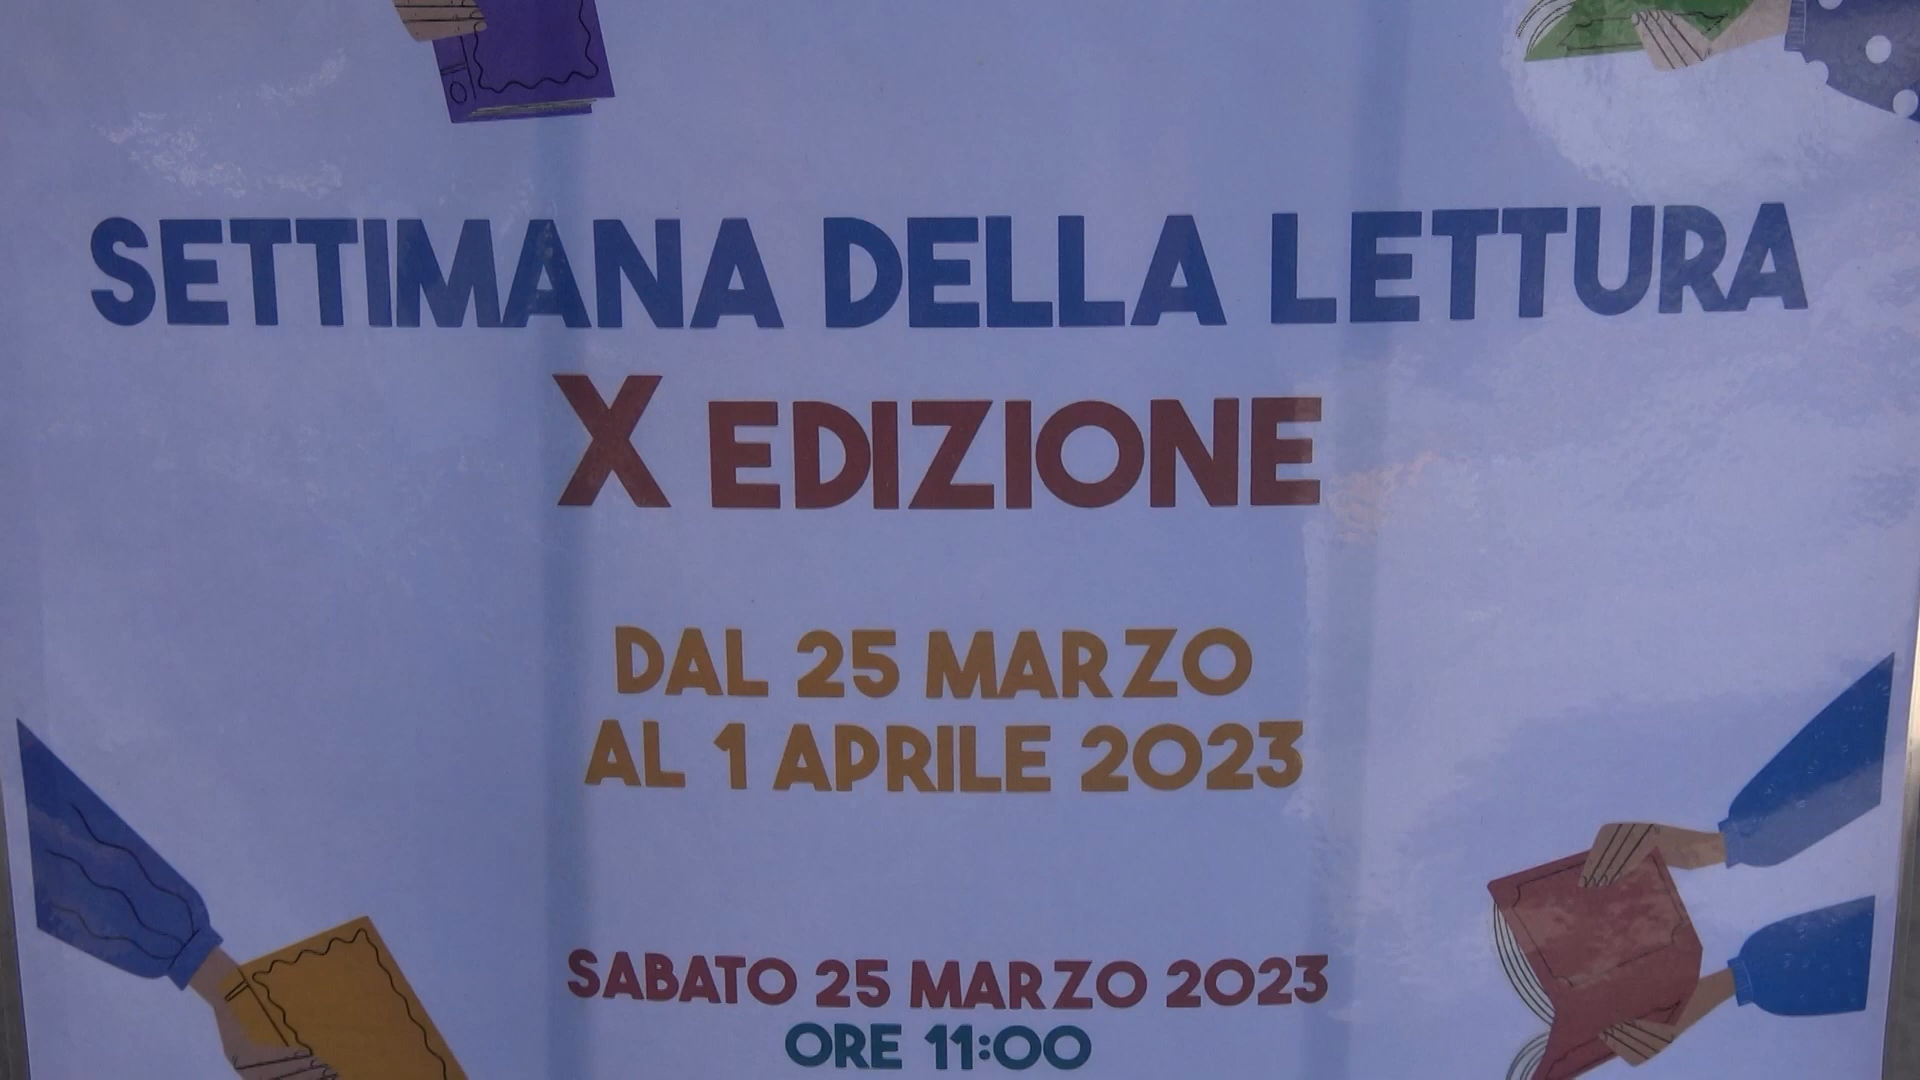 SETTIMANA DELLA LETTURA
X EDIZIONE
DAL 25 MARZO
AL 1 APRILE 2023
SABATO 25 MARZO 2023
ORE 11:00